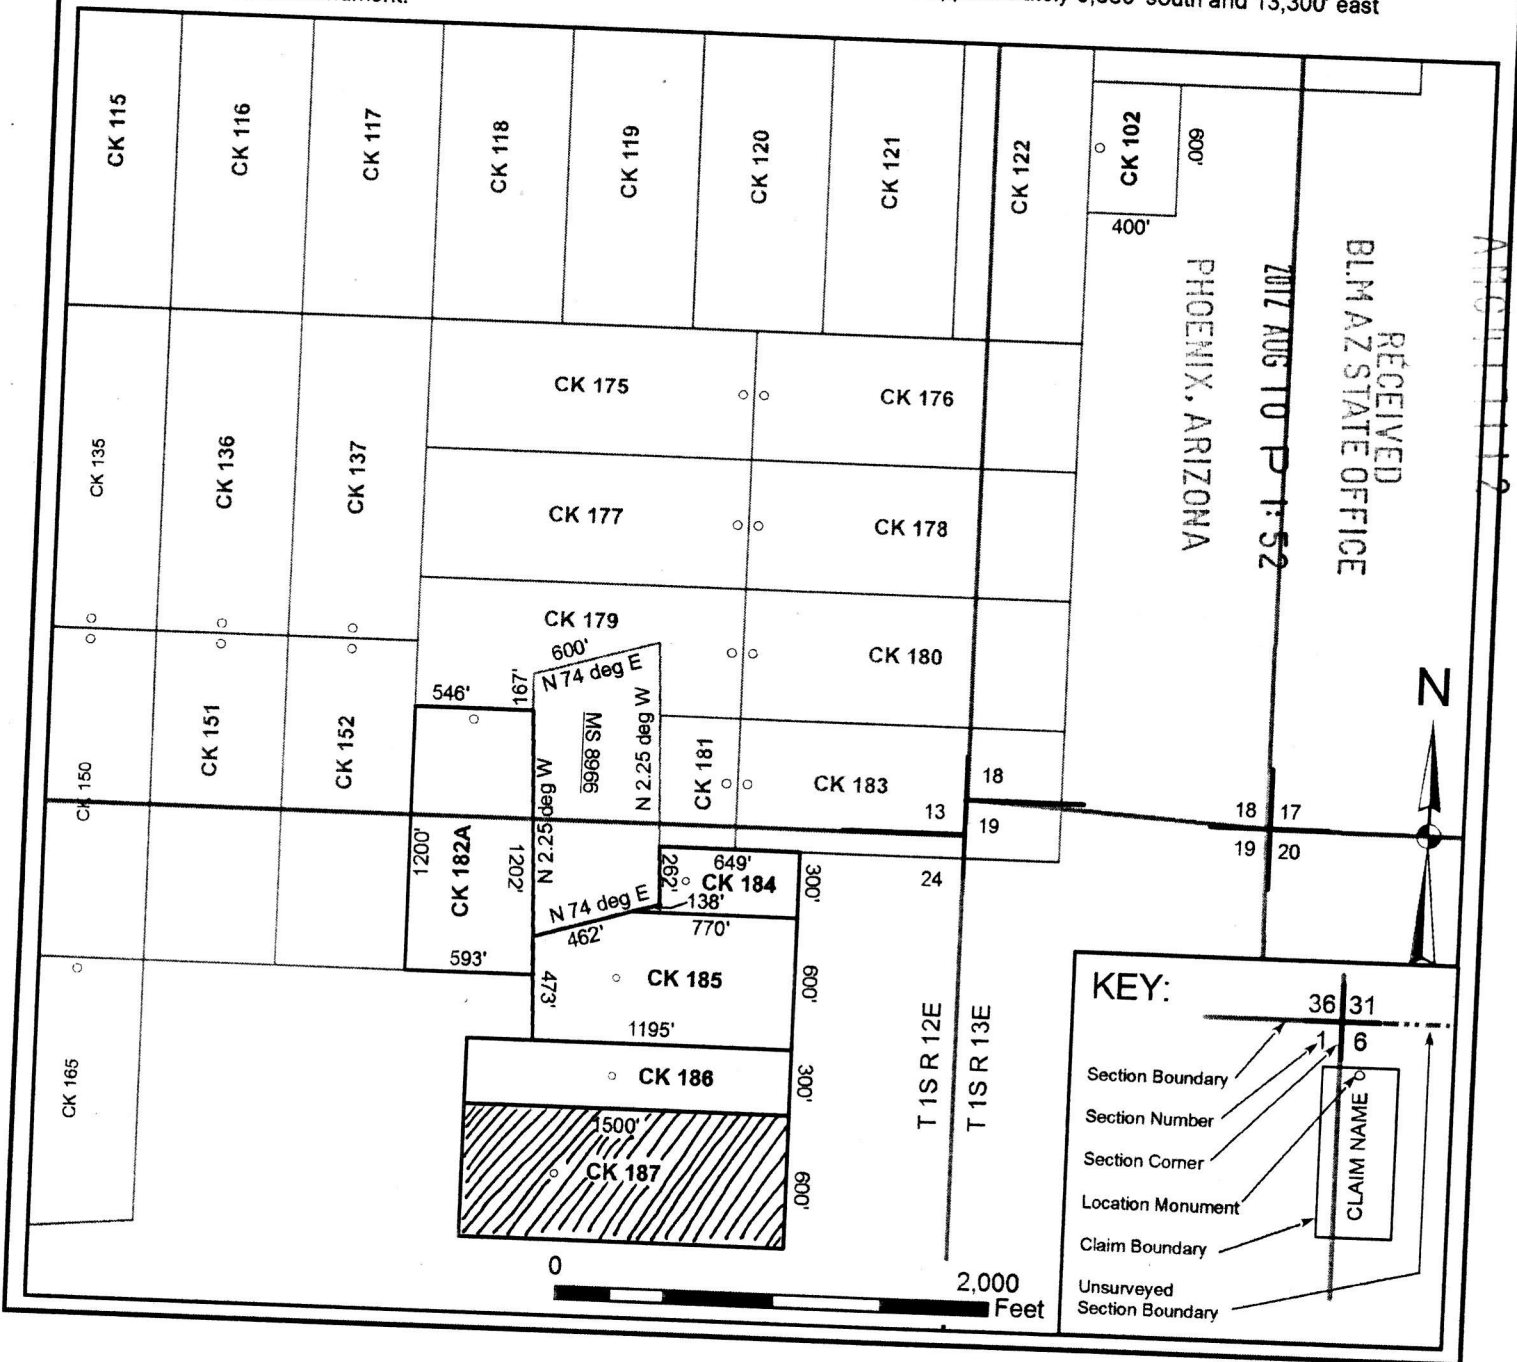 south and 13,300' east
CK 115
CK 116
CK 117
CK 118
CK 119
CK 120
CK 121
CK 122
CK 102
600'
400'
RECEIVED
BLM AZ STATE OFFICE
2012 AUG 10 P 1:52
PHOENIX, ARIZONA
CK 135
CK 136
CK 137
CK 175
CK 176
CK 177
CK 178
CK 179
CK 180
600'
N 74 deg E
167'
546'
MS 8966
N 2.25 deg W
N 2.25 deg W
CK 150
CK 151
CK 152
CK 181
CK 183
13
18
19
24
18 17
19 20
N
1200'
CK 182A
1202'
593'
649'
262'
CK 184
300'
138'
N 74 deg E
462'
770'
473'
CK 185
600'
1195'
CK 186
300'
1500'
CK 187
600'
CK 165
T 1S R 12E
T 1S R 13E
0
2,000
Feet
KEY:
36 31
1 6
Section Boundary
Section Number
Section Corner
Location Monument
Claim Boundary
Unsurveyed
Section Boundary
CLAIM NAME